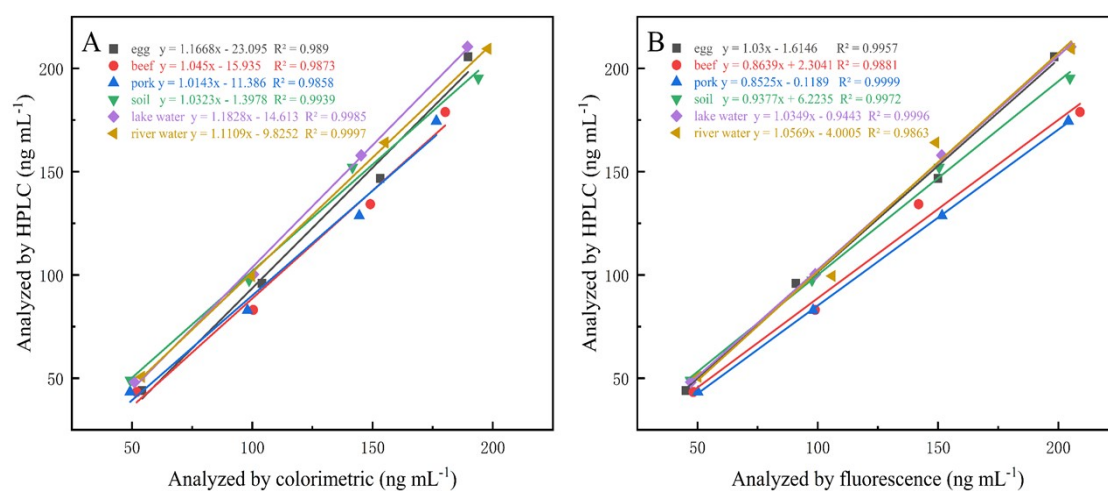 A
egg y = 1.1668x - 23.095 R² = 0.989
beef y = 1.045x - 15.935 R² = 0.9873
pork y = 1.0143x - 11.386 R² = 0.9858
soil y = 1.0323x - 1.3978 R² = 0.9939
lake water y = 1.1828x - 14.613 R² = 0.9985
river water y = 1.1109x - 9.8252 R² = 0.9997
Analyzed by HPLC (ng mL⁻¹)
200
150
100
50
50 100 150 200
Analyzed by colorimetric (ng mL⁻¹)
B
egg y = 1.03x - 1.6146 R² = 0.9957
beef y = 0.8639x + 2.3041 R² = 0.9881
pork y = 0.8525x - 0.1189 R² = 0.9999
soil y = 0.9377x + 6.2235 R² = 0.9972
lake water y = 1.0349x - 0.9443 R² = 0.9996
river water y = 1.0569x - 4.0005 R² = 0.9863
Analyzed by HPLC (ng mL⁻¹)
200
150
100
50
50 100 150 200
Analyzed by fluorescence (ng mL⁻¹)